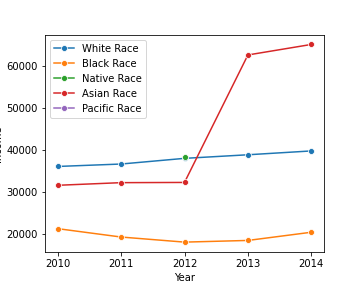 White Race
Black Race
Native Race
Asian Race
Pacific Race
60000
50000
40000
30000
20000
2010
2011
2012
2013
2014
Year